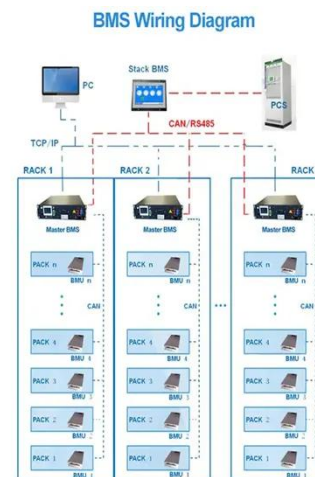 BMS Wiring Diagram
PC
Stack BMS
PCS
CAN/RS485
TCP/IP
RACK 1
RACK 2
RACK
Master BMS
Master BMS
Master BMS
PACK n
BMU n
PACK n
BMU n
PACK n
BMU n
CAN
CAN
CAN
PACK 4
BMU 4
PACK 4
BMU 4
PACK 4
BMU 4
PACK 3
BMU 3
PACK 3
BMU 3
PACK 3
BMU 3
PACK 2
BMU 2
PACK 2
BMU 2
PACK 2
BMU 2
PACK 1
BMU 1
PACK 1
BMU 1
PACK 1
BMU 1